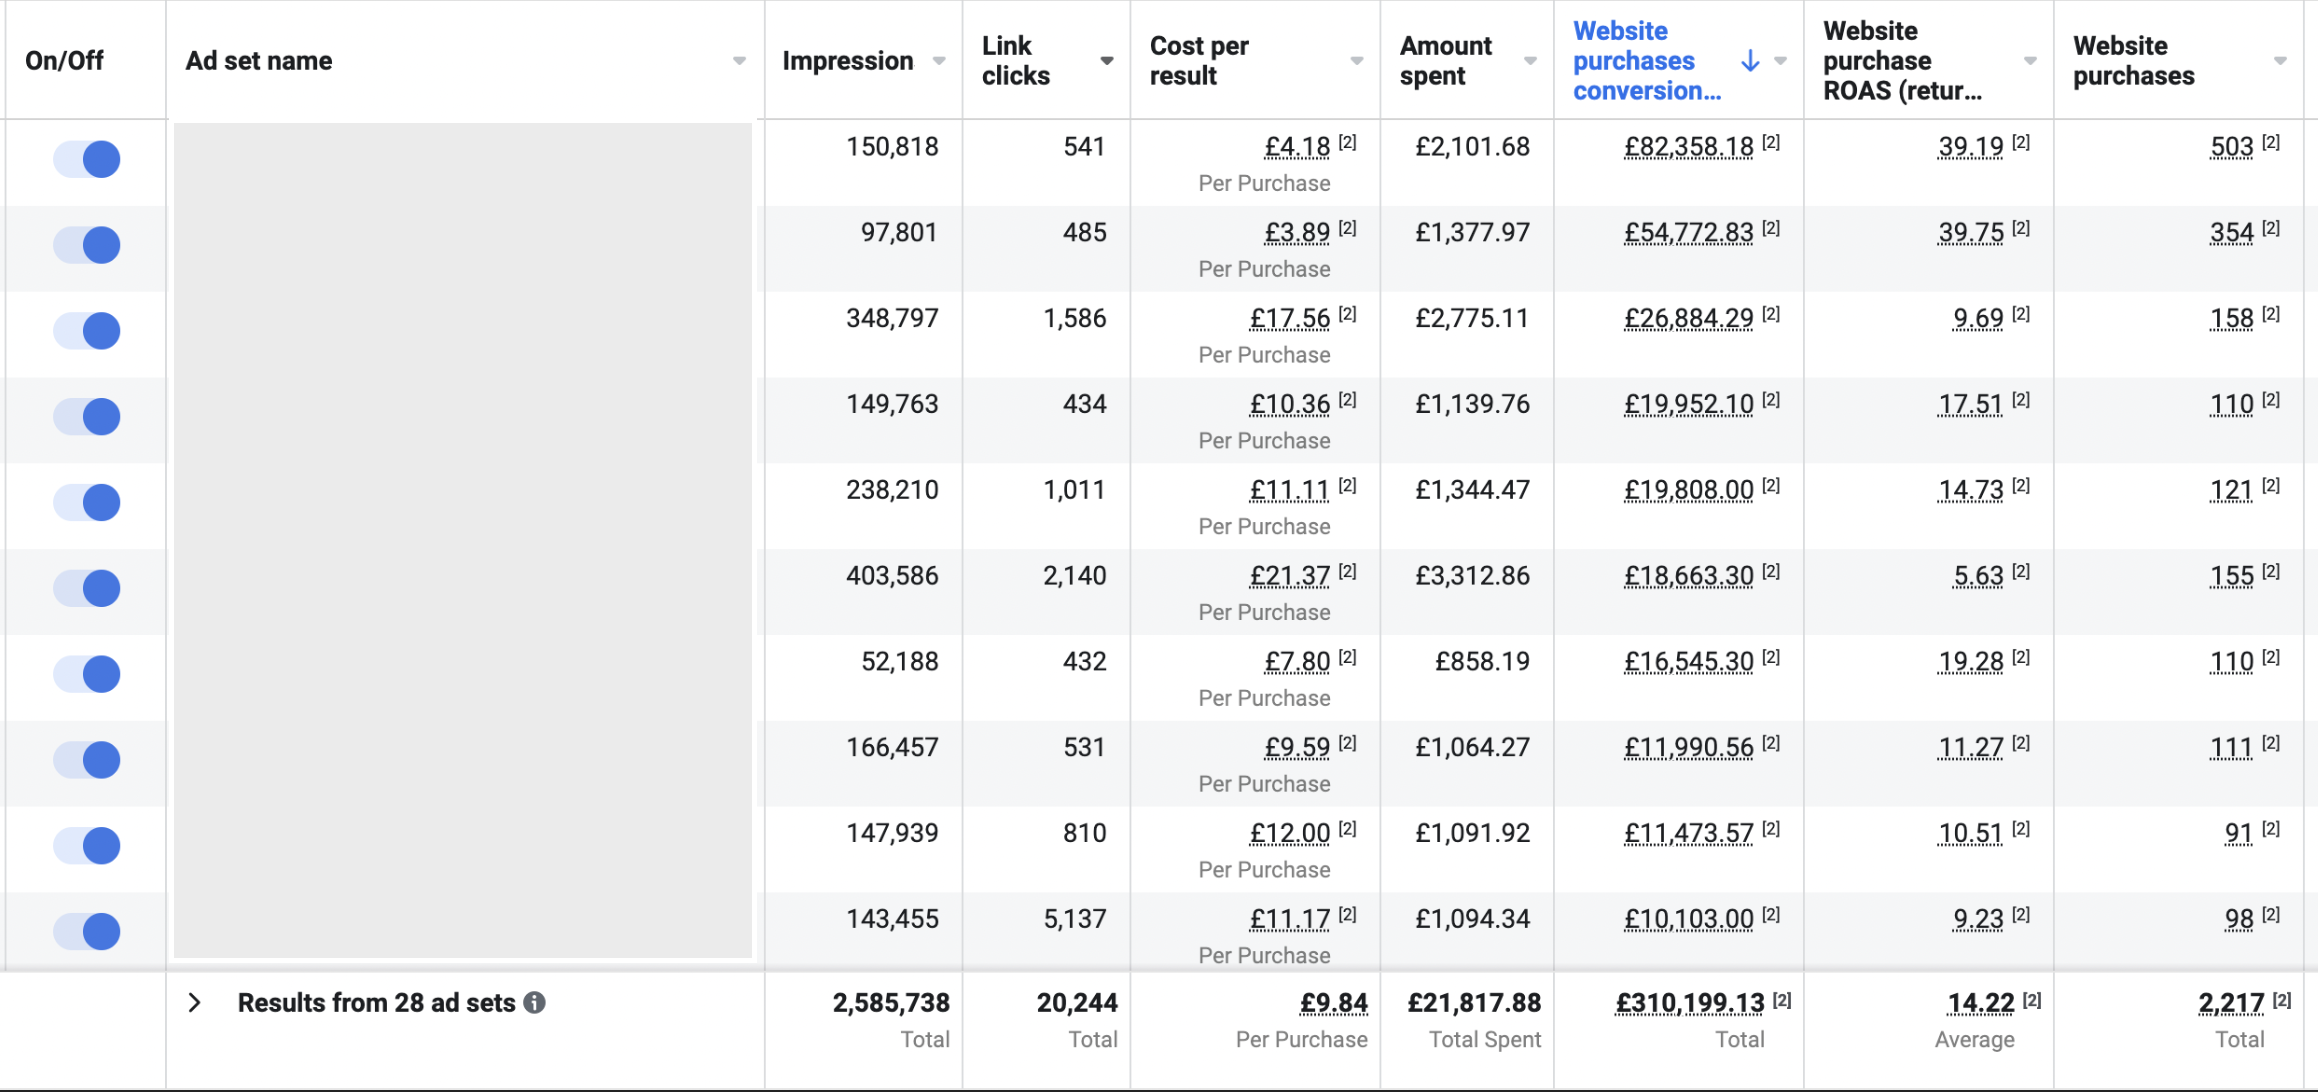 On/Off Ad set name Impression Link clicks Cost per result Amount spent Website purchases conversion... Website purchase ROAS (retur... Website purchases
150,818 541 £4.18 [2] £2,101.68 £82,358.18 [2] 39.19 [2] 503 [2]
Per Purchase
97,801 485 £3.89 [2] £1,377.97 £54,772.83 [2] 39.75 [2] 354 [2]
Per Purchase
348,797 1,586 £17.56 [2] £2,775.11 £26,884.29 [2] 9.69 [2] 158 [2]
Per Purchase
149,763 434 £10.36 [2] £1,139.76 £19,952.10 [2] 17.51 [2] 110 [2]
Per Purchase
238,210 1,011 £11.11 [2] £1,344.47 £19,808.00 [2] 14.73 [2] 121 [2]
Per Purchase
403,586 2,140 £21.37 [2] £3,312.86 £18,663.30 [2] 5.63 [2] 155 [2]
Per Purchase
52,188 432 £7.80 [2] £858.19 £16,545.30 [2] 19.28 [2] 110 [2]
Per Purchase
166,457 531 £9.59 [2] £1,064.27 £11,990.56 [2] 11.27 [2] 111 [2]
Per Purchase
147,939 810 £12.00 [2] £1,091.92 £11,473.57 [2] 10.51 [2] 91 [2]
Per Purchase
143,455 5,137 £11.17 [2] £1,094.34 £10,103.00 [2] 9.23 [2] 98 [2]
Per Purchase
Results from 28 ad sets 2,585,738 20,244 £9.84 £21,817.88 £310,199.13 [2] 14.22 [2] 2,217 [2]
Total Total Per Purchase Total Spent Total Average Total